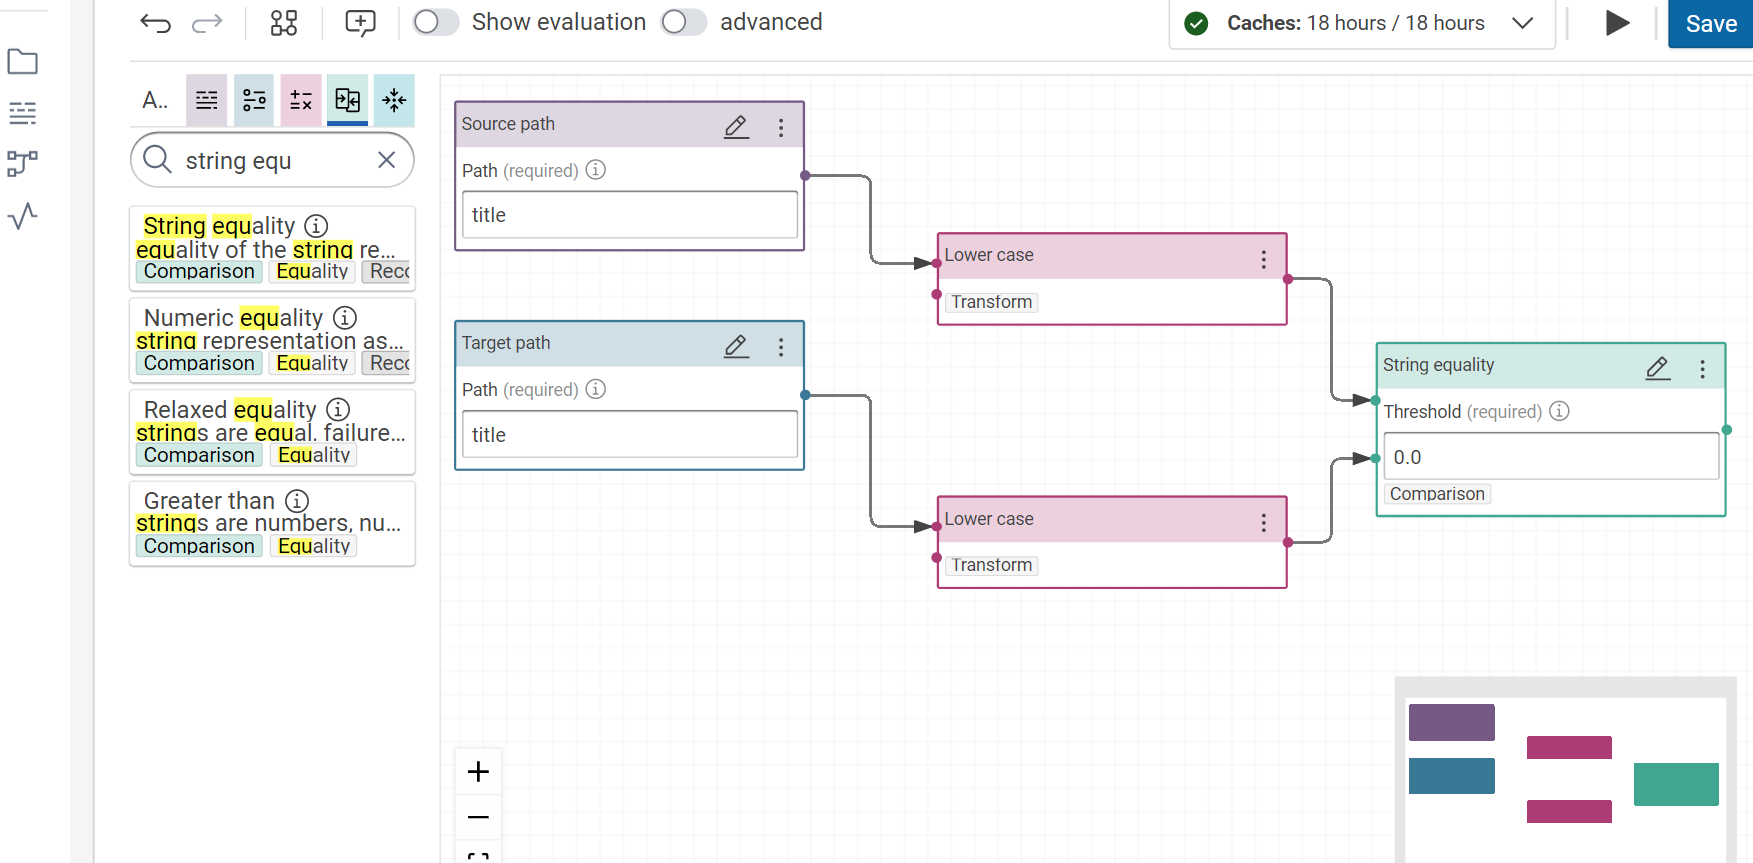 Show evaluation
advanced
Caches: 18 hours / 18 hours
Save
A..
string equ
String equality
equality of the string re...
Comparison Equality
Numeric equality
string representation as...
Comparison Equality
Relaxed equality
strings are equal. failure...
Comparison Equality
Greater than
strings are numbers, nu...
Comparison Equality
Source path
Path (required)
title
Target path
Path (required)
title
Lower case
Transform
Lower case
Transform
String equality
Threshold (required)
0.0
Comparison